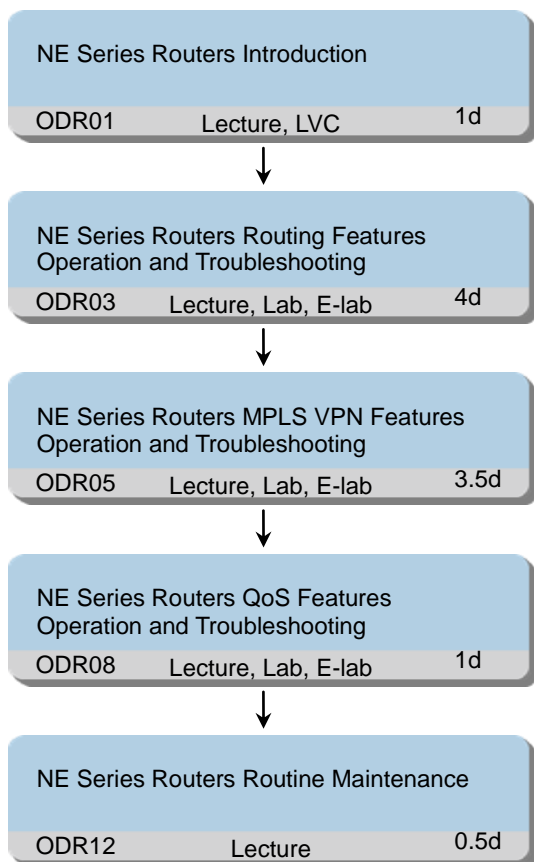 NE Series Routers Introduction
ODR01 Lecture, LVC 1d
NE Series Routers Routing Features
Operation and Troubleshooting
ODR03 Lecture, Lab, E-lab 4d
NE Series Routers MPLS VPN Features
Operation and Troubleshooting
ODR05 Lecture, Lab, E-lab 3.5d
NE Series Routers QoS Features
Operation and Troubleshooting
ODR08 Lecture, Lab, E-lab 1d
NE Series Routers Routine Maintenance
ODR12 Lecture 0.5d